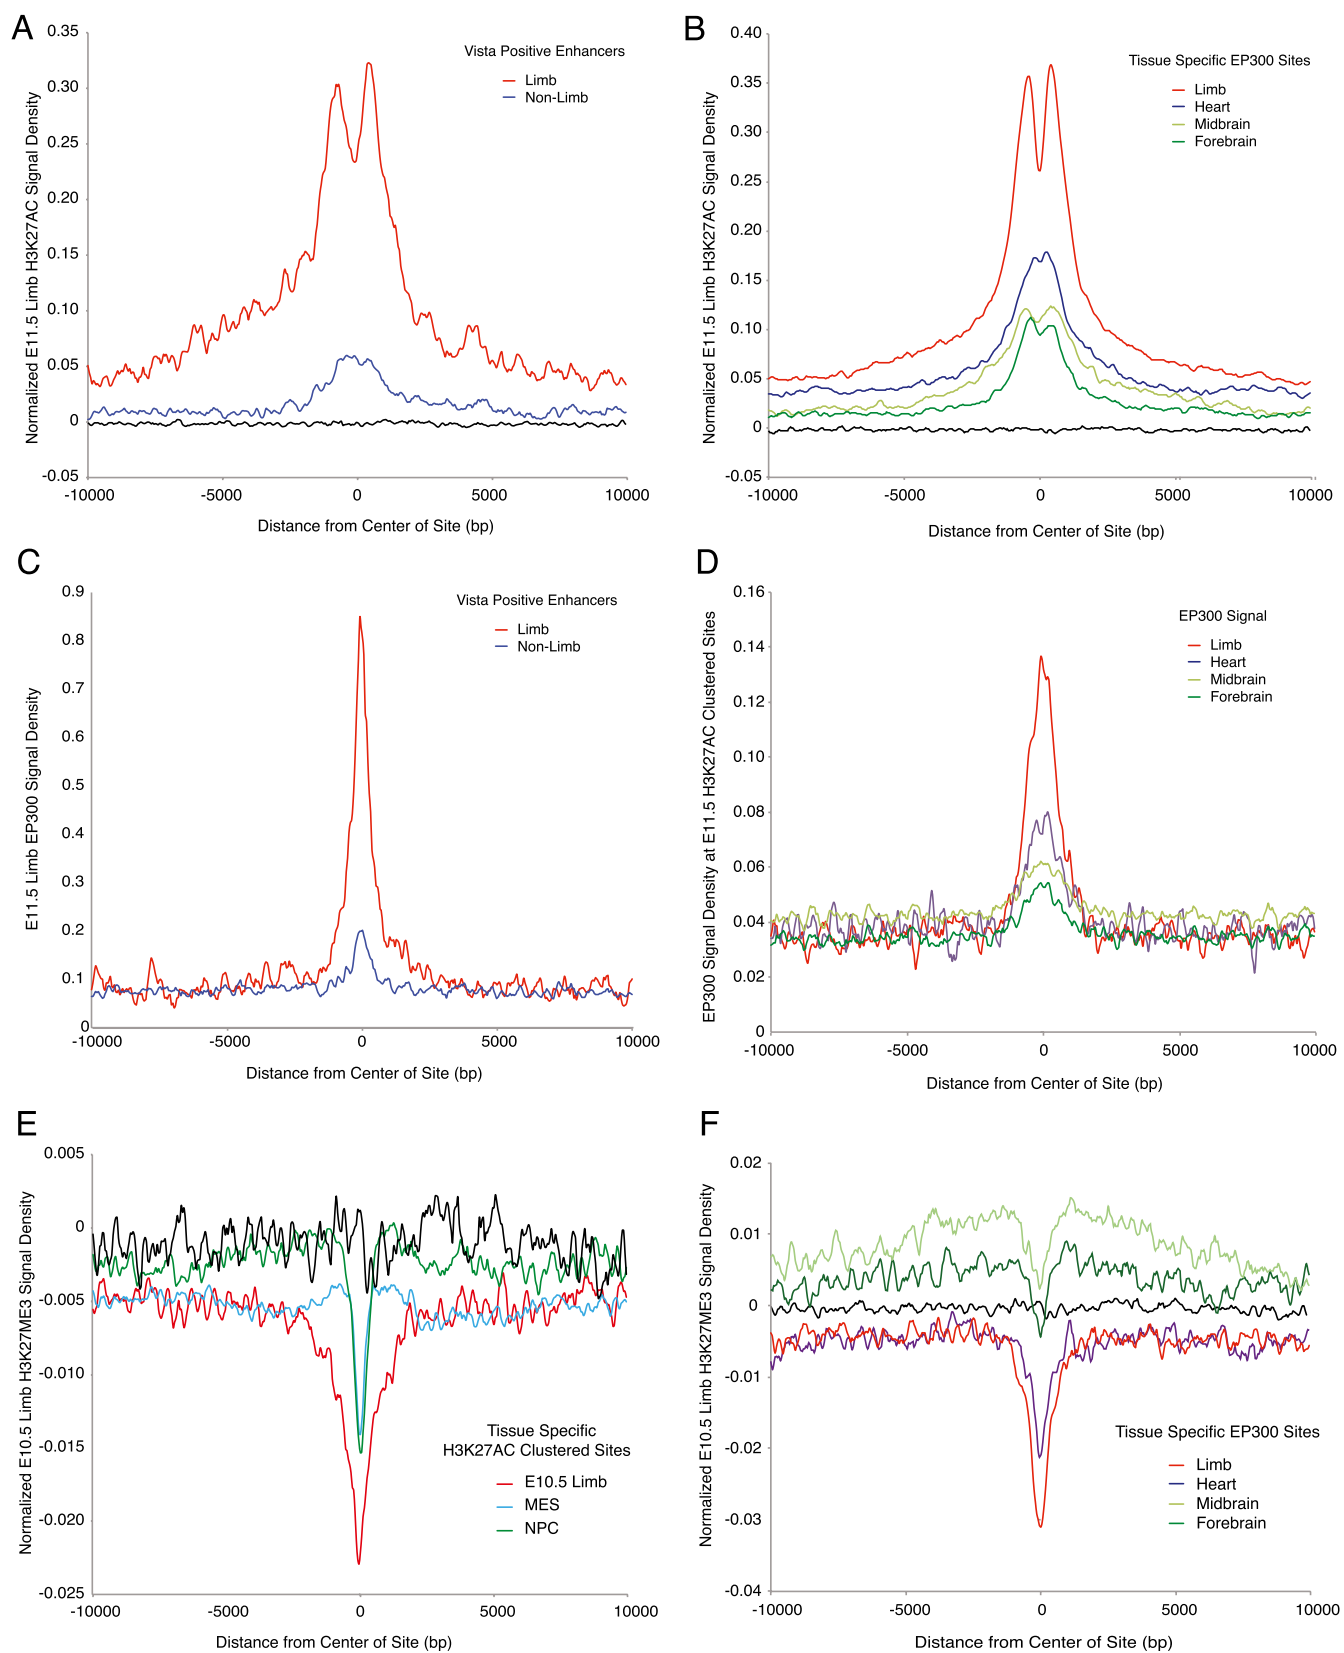 A
Normalized E11.5 Limb H3K27AC Signal Density
0.35
0.30
0.25
0.20
0.15
0.10
0.05
0
-0.05
Vista Positive Enhancers
Limb
Non-Limb
-10000 -5000 0 5000 10000
Distance from Center of Site (bp)
B
Normalized E11.5 Limb H3K27AC Signal Density
0.40
0.35
0.30
0.25
0.20
0.15
0.10
0.05
0
-0.05
Tissue Specific EP300 Sites
Limb
Heart
Midbrain
Forebrain
-10000 -5000 0 5000 10000
Distance from Center of Site (bp)
C
E11.5 Limb EP300 Signal Density
0.9
0.8
0.7
0.6
0.5
0.4
0.3
0.2
0.1
0
Vista Positive Enhancers
Limb
Non-Limb
-10000 -5000 0 5000 10000
Distance from Center of Site (bp)
D
EP300 Signal Density at E11.5 H3K27AC Clustered Sites
0.16
0.14
0.12
0.10
0.08
0.06
0.04
0.02
0
EP300 Signal
Limb
Heart
Midbrain
Forebrain
-10000 -5000 0 5000 10000
Distance from Center of Site (bp)
E
Normalized E10.5 Limb H3K27ME3 Signal Density
0.005
0
-0.005
-0.010
-0.015
-0.020
-0.025
Tissue Specific
H3K27AC Clustered Sites
E10.5 Limb
MES
NPC
-10000 -5000 0 5000 10000
Distance from Center of Site (bp)
F
Normalized E10.5 Limb H3K27ME3 Signal Density
0.02
0.01
0
-0.01
-0.02
-0.03
-0.04
Tissue Specific EP300 Sites
Limb
Heart
Midbrain
Forebrain
-10000 -5000 0 5000 10000
Distance from Center of Site (bp)